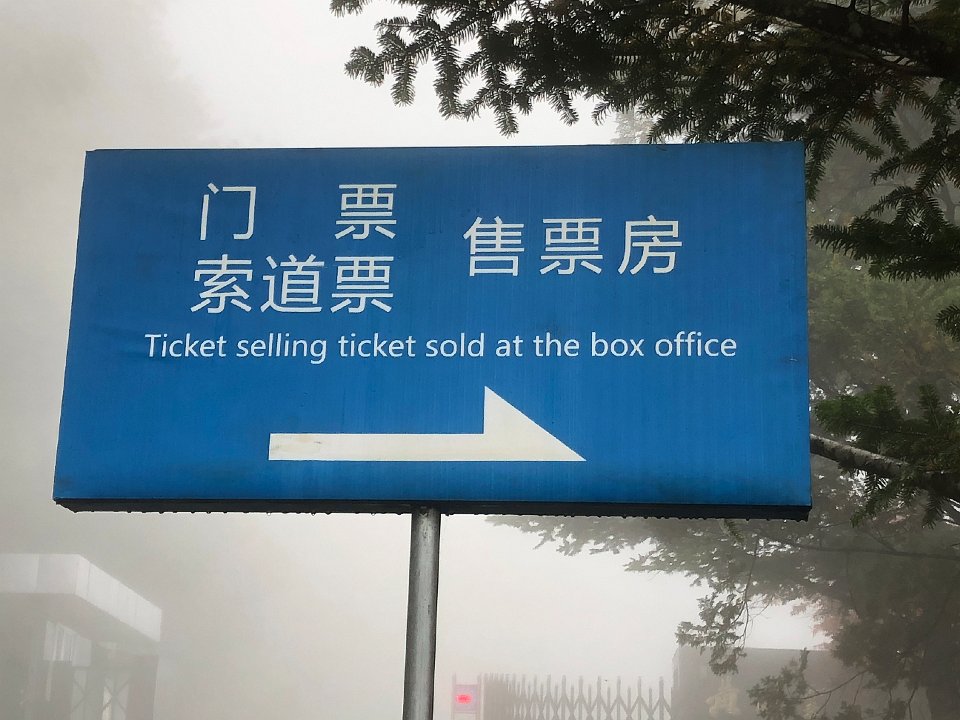 门 票
索道票
售票房
Ticket selling ticket sold at the box office